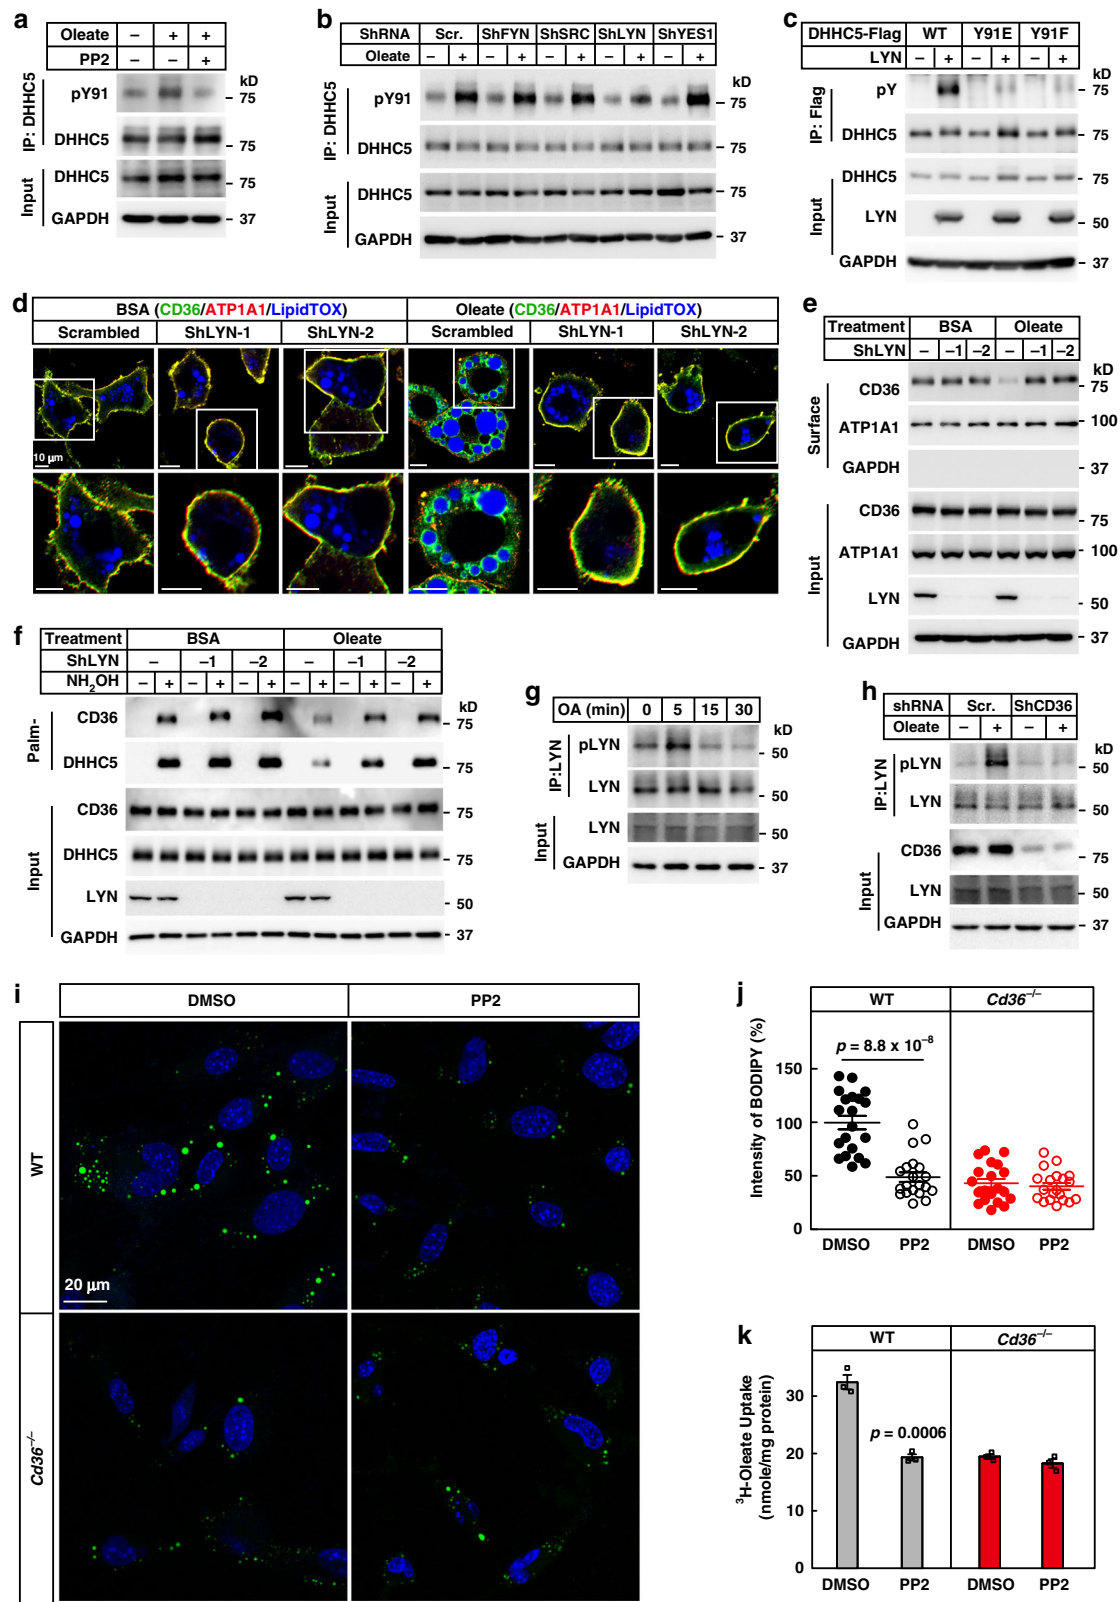 a
Oleate – + +
PP2 – – +
kD
IP: DHHC5
pY91 - 75
DHHC5 - 75
Input
DHHC5 - 75
GAPDH - 37
b
ShRNA Scr. ShFYN ShSRC ShLYN ShYES1
Oleate – + – + – + – + – +
kD
IP: DHHC5
pY91 - 75
DHHC5 - 75
Input
DHHC5 - 75
GAPDH - 37
c
DHHC5-Flag WT Y91E Y91F
LYN – + – + – +
kD
IP: Flag
pY - 75
DHHC5 - 75
Input
DHHC5 - 75
LYN - 50
GAPDH - 37
d
BSA (CD36/ATP1A1/LipidTOX) Oleate (CD36/ATP1A1/LipidTOX)
Scrambled ShLYN-1 ShLYN-2 Scrambled ShLYN-1 ShLYN-2
10 μm
e
Treatment BSA Oleate
ShLYN – –1 –2 – –1 –2
kD
Surface
CD36 - 75
ATP1A1 - 100
GAPDH - 37
Input
CD36 - 75
ATP1A1 - 100
LYN - 50
GAPDH - 37
f
Treatment BSA Oleate
ShLYN – –1 –2 – –1 –2
NH2OH – + – + – + – + – + – +
kD
Palm-
CD36 - 75
DHHC5 - 75
Input
CD36 - 75
DHHC5 - 75
LYN - 50
GAPDH - 37
g
OA (min) 0 5 15 30
kD
IP:LYN
pLYN - 50
LYN - 50
Input
LYN - 50
GAPDH - 37
h
shRNA Scr. ShCD36
Oleate – + – +
kD
IP:LYN
pLYN - 50
LYN - 50
Input
CD36 - 75
LYN - 50
GAPDH - 37
i
DMSO PP2
WT
20 μm
Cd36–/–
j
WT Cd36–/–
Intensity of BODIPY (%)
p = 8.8 x 10–8
150
100
50
0
DMSO PP2 DMSO PP2
k
WT Cd36–/–
3H-Oleate Uptake
(nmole/mg protein)
p = 0.0006
30
20
10
0
DMSO PP2 DMSO PP2